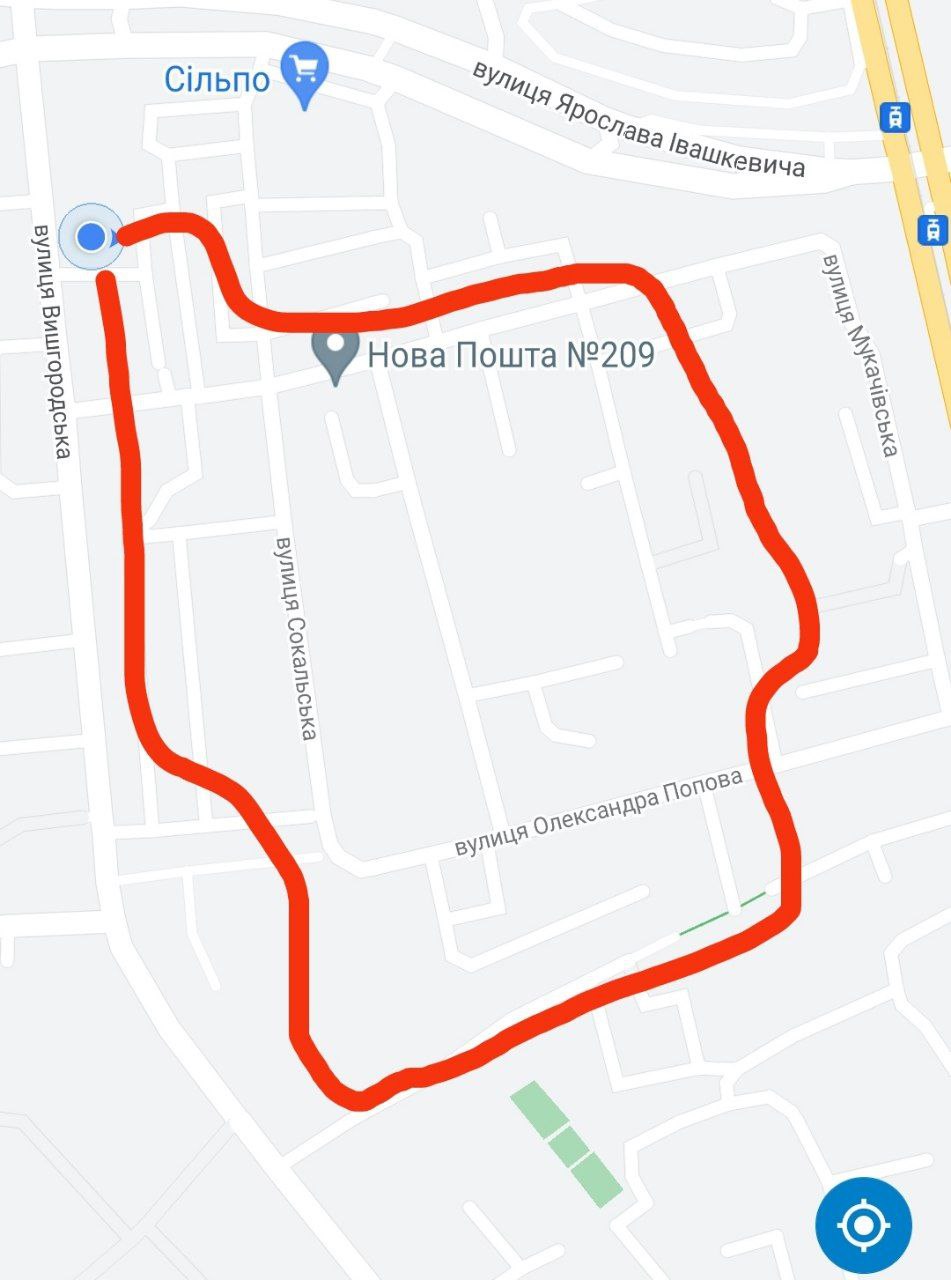 Сільпо
вулиця Ярослава Івашкевича
вулиця Вишгородська
вулиця Мукачівська
Нова Пошта №209
вулиця Сокальська
вулиця Олександра Попова